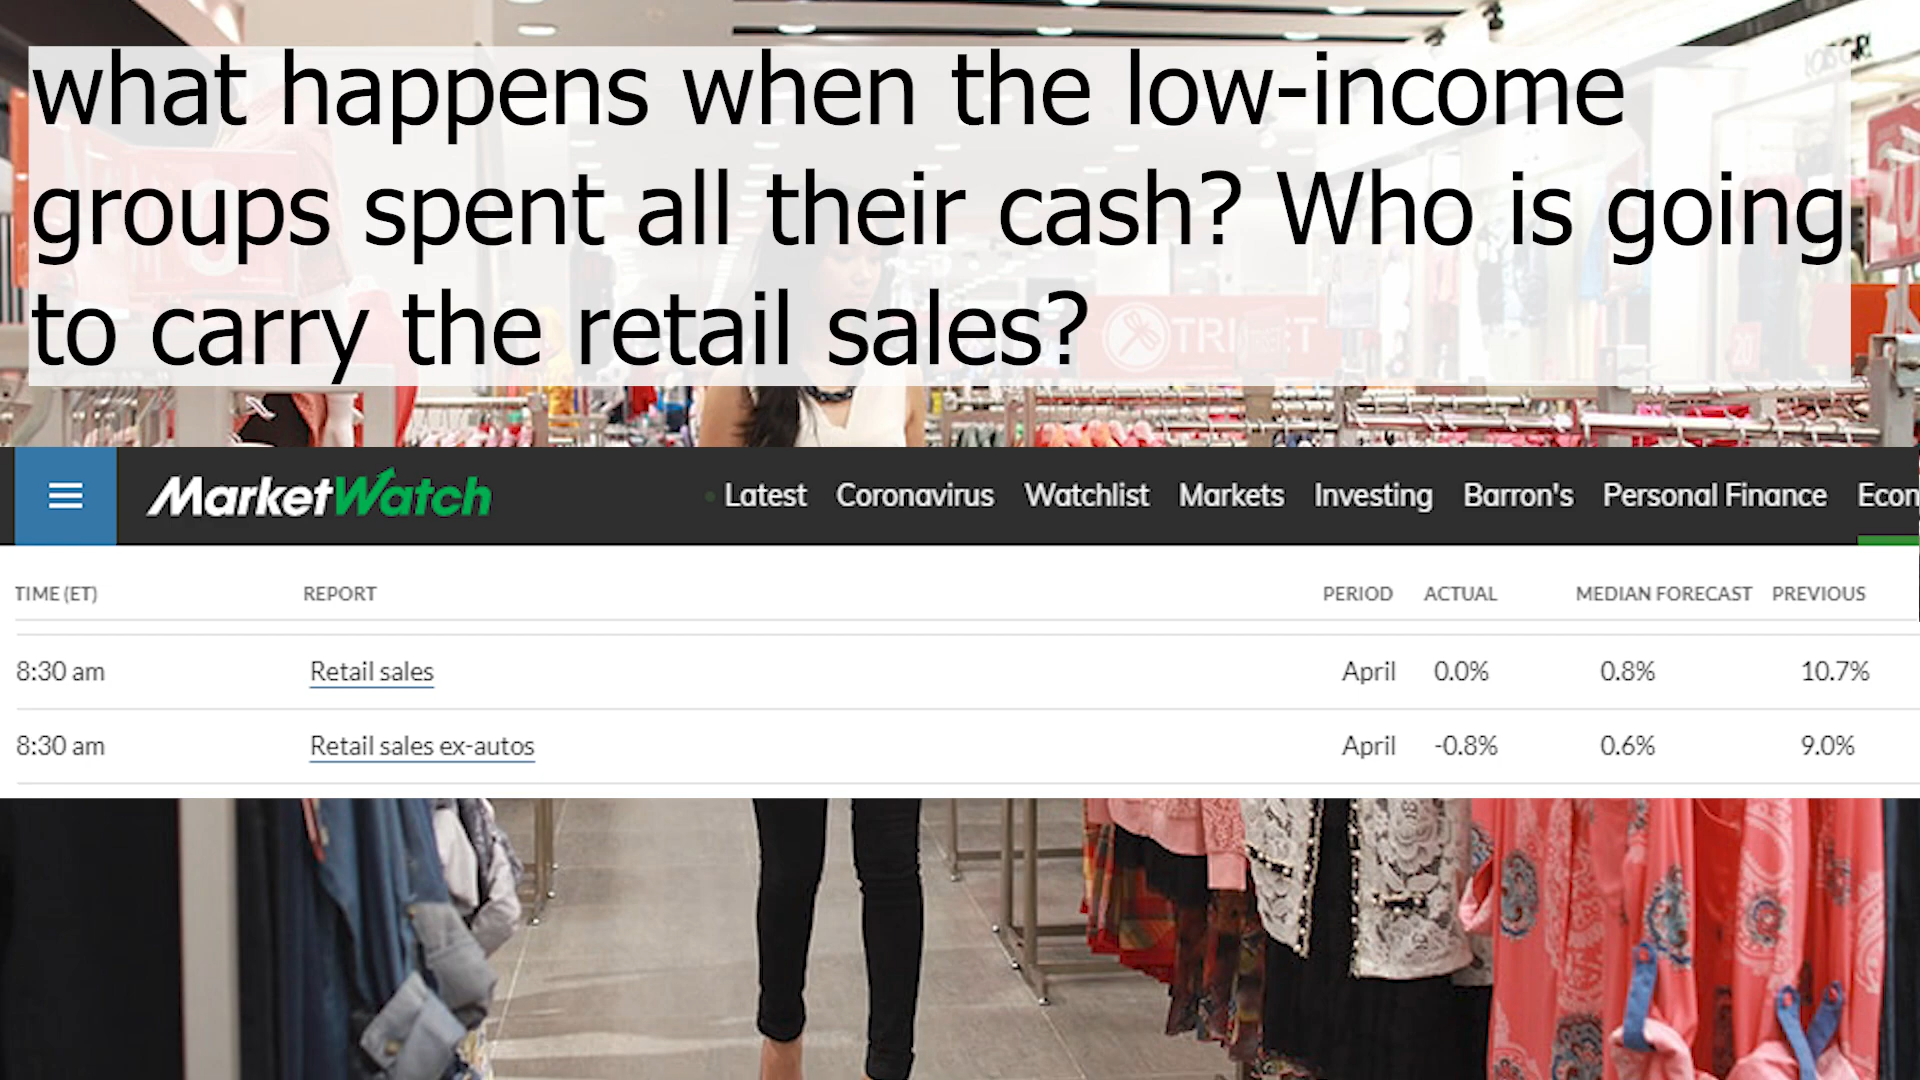 what happens when the low-income
groups spent all their cash? Who is going
to carry the retail sales?
MarketWatch Latest Coronavirus Watchlist Markets Investing Barron's Personal Finance Econ
TIME (ET) REPORT PERIOD ACTUAL MEDIAN FORECAST PREVIOUS
8:30 am Retail sales April 0.0% 0.8% 10.7%
8:30 am Retail sales ex-autos April -0.8% 0.6% 9.0%